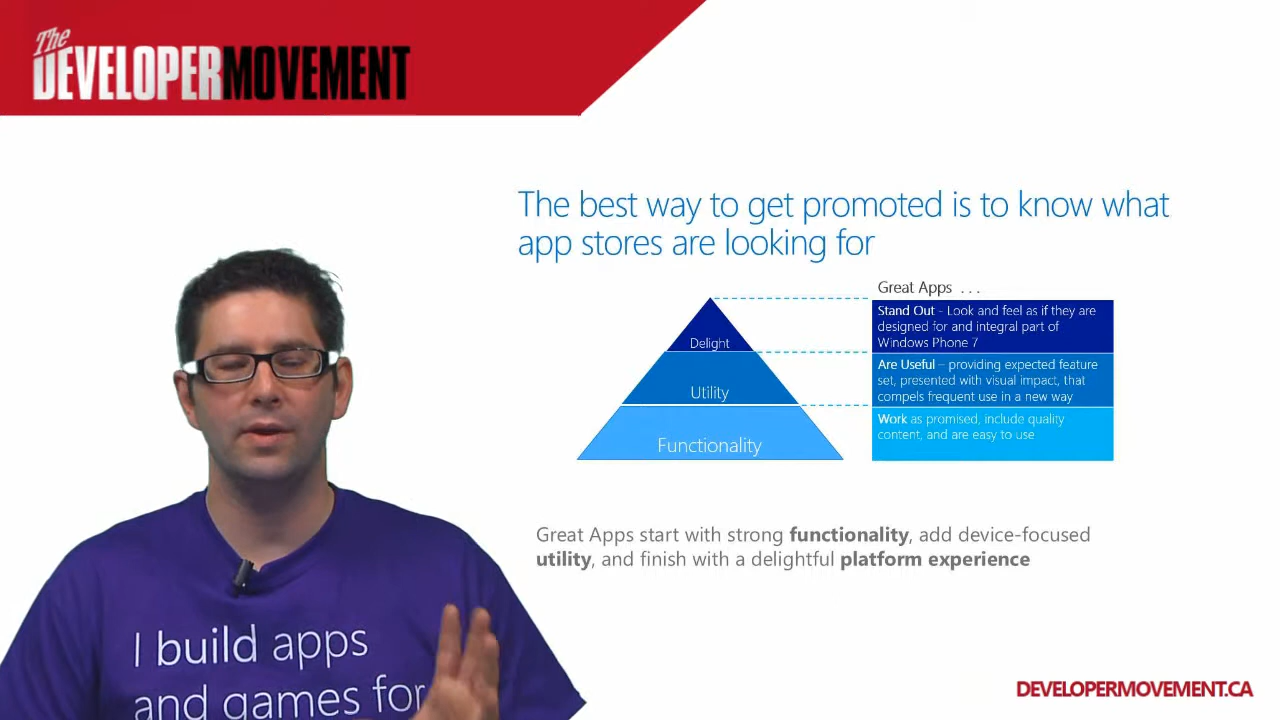 The
DEVELOPERMOVEMENT
The best way to get promoted is to know what
app stores are looking for
Great Apps . . .
Stand Out - Look and feel as if they are
designed for and integral part of
Windows Phone 7
Delight
Are Useful – providing expected feature
set, presented with visual impact, that
compels frequent use in a new way
Utility
Work as promised, include quality
content, and are easy to use
Functionality
Great Apps start with strong functionality, add device-focused
utility, and finish with a delightful platform experience
I build apps
and games for
DEVELOPERMOVEMENT.CA